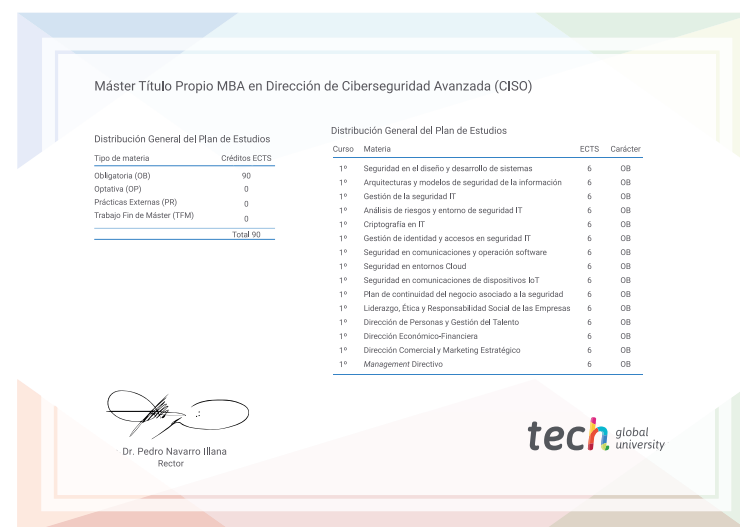 Máster Título Propio MBA en Dirección de Ciberseguridad Avanzada (CISO)
Distribución General del Plan de Estudios
Tipo de materia Créditos ECTS
Obligatoria (OB) 90
Optativa (OP) 0
Prácticas Externas (PR) 0
Trabajo Fin de Máster (TFM) 0
Total 90
Distribución General del Plan de Estudios
Curso Materia ECTS Carácter
1º Seguridad en el diseño y desarrollo de sistemas 6 OB
1º Arquitecturas y modelos de seguridad de la información 6 OB
1º Gestión de la seguridad IT 6 OB
1º Análisis de riesgos y entorno de seguridad IT 6 OB
1º Criptografía en IT 6 OB
1º Gestión de identidad y accesos en seguridad IT 6 OB
1º Seguridad en comunicaciones y operación software 6 OB
1º Seguridad en entornos Cloud 6 OB
1º Seguridad en comunicaciones de dispositivos IoT 6 OB
1º Plan de continuidad del negocio asociado a la seguridad 6 OB
1º Liderazgo, Ética y Responsabilidad Social de las Empresas 6 OB
1º Dirección de Personas y Gestión del Talento 6 OB
1º Dirección Económico-Financiera 6 OB
1º Dirección Comercial y Marketing Estratégico 6 OB
1º Management Directivo 6 OB
Dr. Pedro Navarro Illana
Rector
tech global university